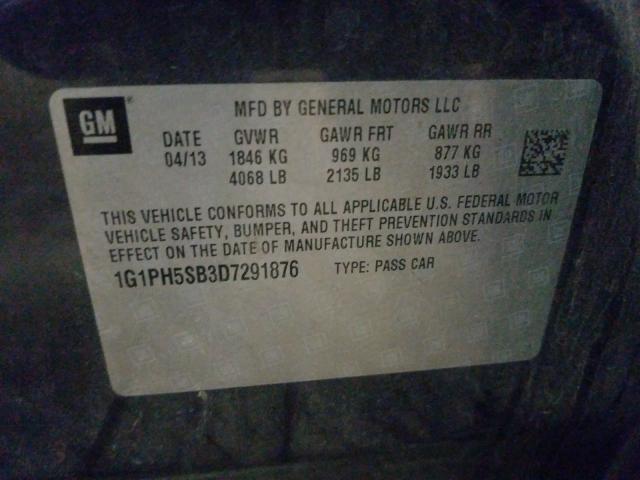 GM
MFD BY GENERAL MOTORS LLC
DATE GVWR GAWR FRT GAWR RR
04/13 1846 KG 969 KG 877 KG
4068 LB 2135 LB 1933 LB
THIS VEHICLE CONFORMS TO ALL APPLICABLE U.S. FEDERAL MOTOR
VEHICLE SAFETY, BUMPER, AND THEFT PREVENTION STANDARDS IN
EFFECT ON THE DATE OF MANUFACTURE SHOWN ABOVE.
1G1PH5SB3D7291876 TYPE: PASS CAR